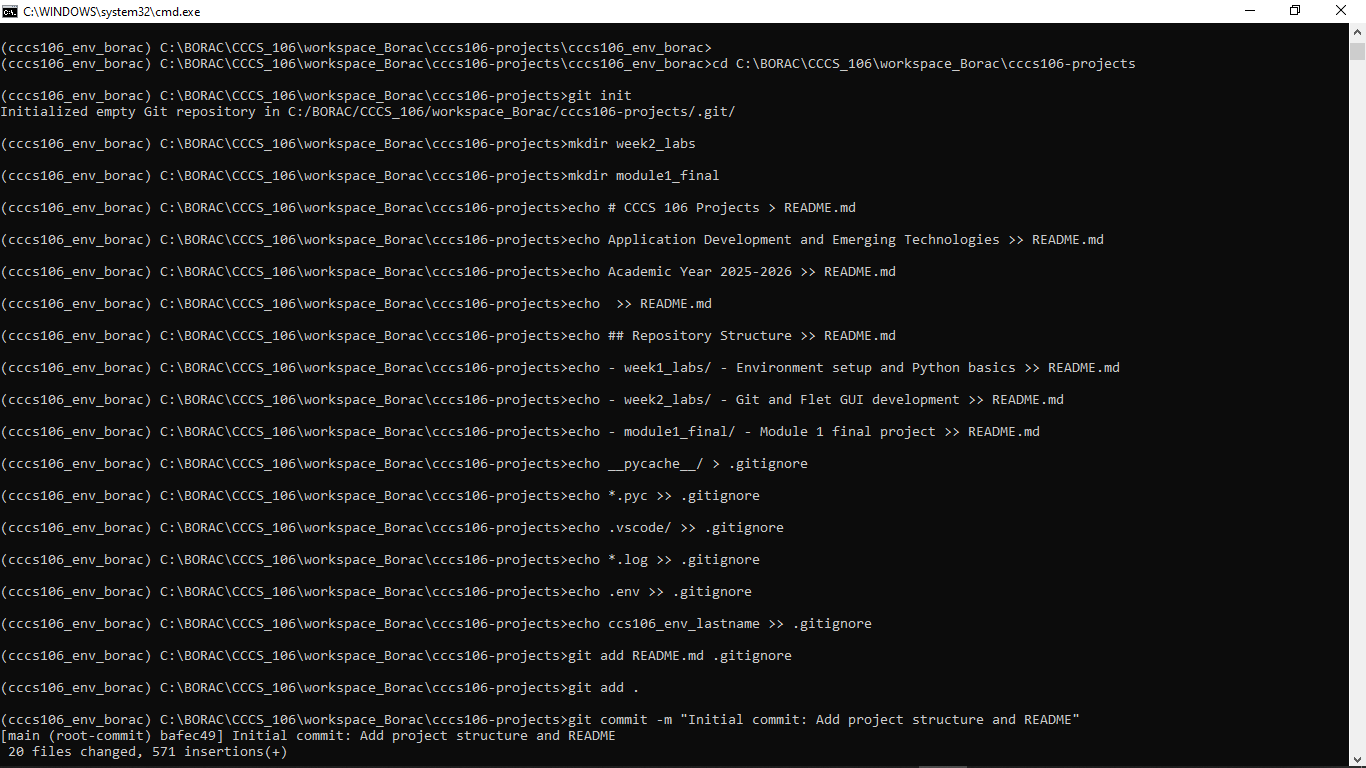 C:\WINDOWS\system32\cmd.exe
(cccs106_env_borac) C:\BORAC\CCCS_106\workspace_Borac\cccs106-projects\cccs106_env_borac>
(cccs106_env_borac) C:\BORAC\CCCS_106\workspace_Borac\cccs106-projects\cccs106_env_borac>cd C:\BORAC\CCCS_106\workspace_Borac\cccs106-projects
(cccs106_env_borac) C:\BORAC\CCCS_106\workspace_Borac\cccs106-projects>git init
Initialized empty Git repository in C:/BORAC/CCCS_106/workspace_Borac/cccs106-projects/.git/
(cccs106_env_borac) C:\BORAC\CCCS_106\workspace_Borac\cccs106-projects>mkdir week2_labs
(cccs106_env_borac) C:\BORAC\CCCS_106\workspace_Borac\cccs106-projects>mkdir module1_final
(cccs106_env_borac) C:\BORAC\CCCS_106\workspace_Borac\cccs106-projects>echo # CCCS 106 Projects > README.md
(cccs106_env_borac) C:\BORAC\CCCS_106\workspace_Borac\cccs106-projects>echo Application Development and Emerging Technologies >> README.md
(cccs106_env_borac) C:\BORAC\CCCS_106\workspace_Borac\cccs106-projects>echo Academic Year 2025-2026 >> README.md
(cccs106_env_borac) C:\BORAC\CCCS_106\workspace_Borac\cccs106-projects>echo  >> README.md
(cccs106_env_borac) C:\BORAC\CCCS_106\workspace_Borac\cccs106-projects>echo ## Repository Structure >> README.md
(cccs106_env_borac) C:\BORAC\CCCS_106\workspace_Borac\cccs106-projects>echo - week1_labs/ - Environment setup and Python basics >> README.md
(cccs106_env_borac) C:\BORAC\CCCS_106\workspace_Borac\cccs106-projects>echo - week2_labs/ - Git and Flet GUI development >> README.md
(cccs106_env_borac) C:\BORAC\CCCS_106\workspace_Borac\cccs106-projects>echo - module1_final/ - Module 1 final project >> README.md
(cccs106_env_borac) C:\BORAC\CCCS_106\workspace_Borac\cccs106-projects>echo __pycache__/ > .gitignore
(cccs106_env_borac) C:\BORAC\CCCS_106\workspace_Borac\cccs106-projects>echo *.pyc >> .gitignore
(cccs106_env_borac) C:\BORAC\CCCS_106\workspace_Borac\cccs106-projects>echo .vscode/ >> .gitignore
(cccs106_env_borac) C:\BORAC\CCCS_106\workspace_Borac\cccs106-projects>echo *.log >> .gitignore
(cccs106_env_borac) C:\BORAC\CCCS_106\workspace_Borac\cccs106-projects>echo .env >> .gitignore
(cccs106_env_borac) C:\BORAC\CCCS_106\workspace_Borac\cccs106-projects>echo ccs106_env_lastname >> .gitignore
(cccs106_env_borac) C:\BORAC\CCCS_106\workspace_Borac\cccs106-projects>git add README.md .gitignore
(cccs106_env_borac) C:\BORAC\CCCS_106\workspace_Borac\cccs106-projects>git add .
(cccs106_env_borac) C:\BORAC\CCCS_106\workspace_Borac\cccs106-projects>git commit -m "Initial commit: Add project structure and README"
[main (root-commit) bafec49] Initial commit: Add project structure and README
 20 files changed, 571 insertions(+)